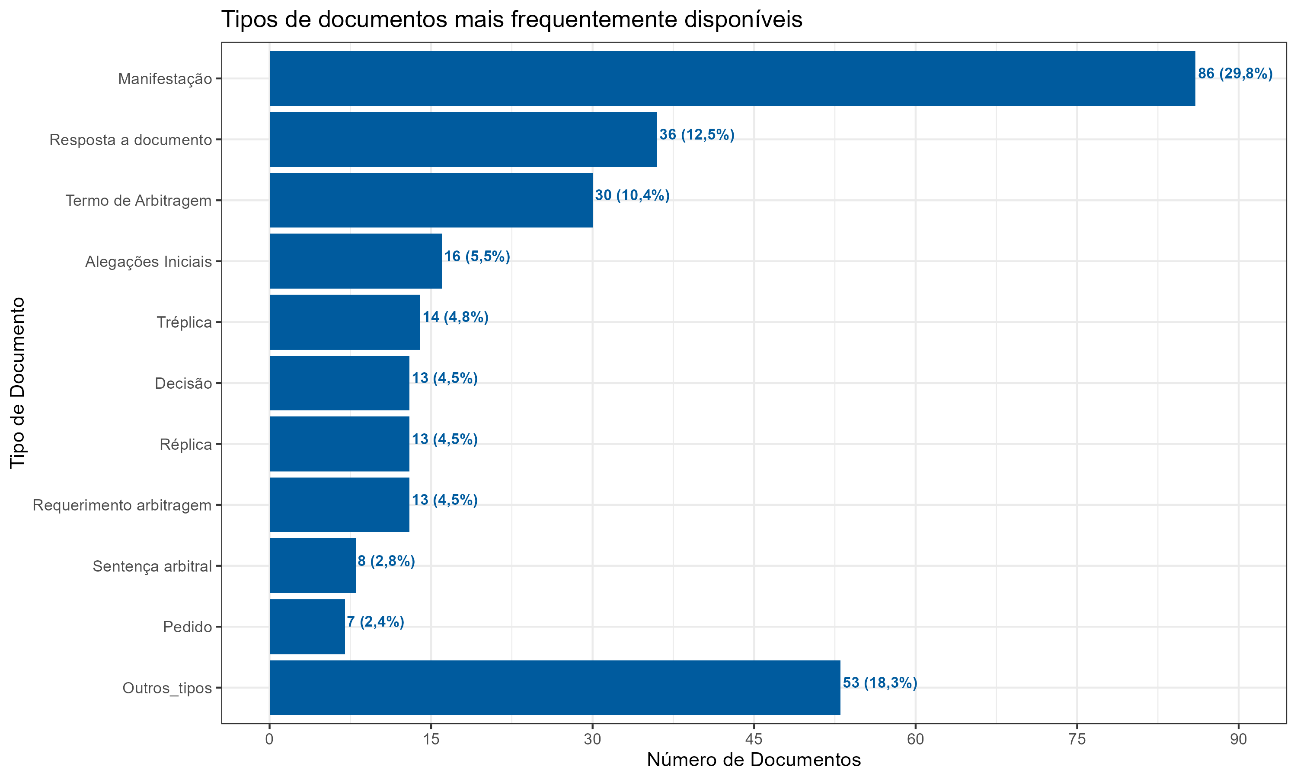 Tipos de documentos mais frequentemente disponíveis
Tipo de Documento
Manifestação
86 (29,8%)
Resposta a documento
36 (12,5%)
Termo de Arbitragem
30 (10,4%)
Alegações Iniciais
16 (5,5%)
Tréplica
14 (4,8%)
Decisão
13 (4,5%)
Réplica
13 (4,5%)
Requerimento arbitragem
13 (4,5%)
Sentença arbitral
8 (2,8%)
Pedido
7 (2,4%)
Outros_tipos
53 (18,3%)
0 15 30 45 60 75 90
Número de Documentos